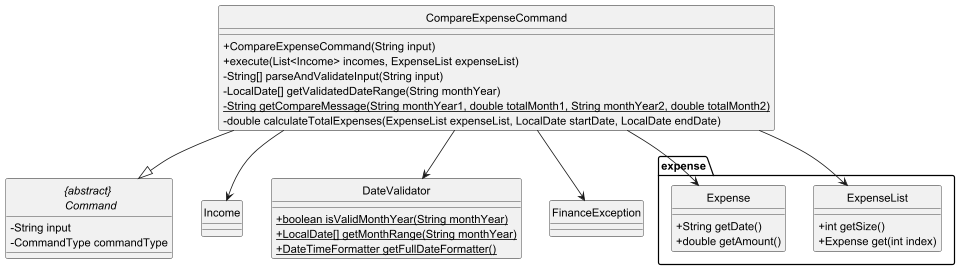 CompareExpenseCommand
+CompareExpenseCommand(String input)
+execute(List<Income> incomes, ExpenseList expenseList)
-String[] parseAndValidateInput(String input)
-LocalDate[] getValidatedDateRange(String monthYear)
-String getCompareMessage(String monthYear1, double totalMonth1, String monthYear2, double totalMonth2)
-double calculateTotalExpenses(ExpenseList expenseList, LocalDate startDate, LocalDate endDate)
expense
{abstract}
Command
-String input
-CommandType commandType
Income
DateValidator
+boolean isValidMonthYear(String monthYear)
+LocalDate[] getMonthRange(String monthYear)
+DateTimeFormatter getFullDateFormatter()
FinanceException
Expense
+String getDate()
+double getAmount()
ExpenseList
+int getSize()
+Expense get(int index)